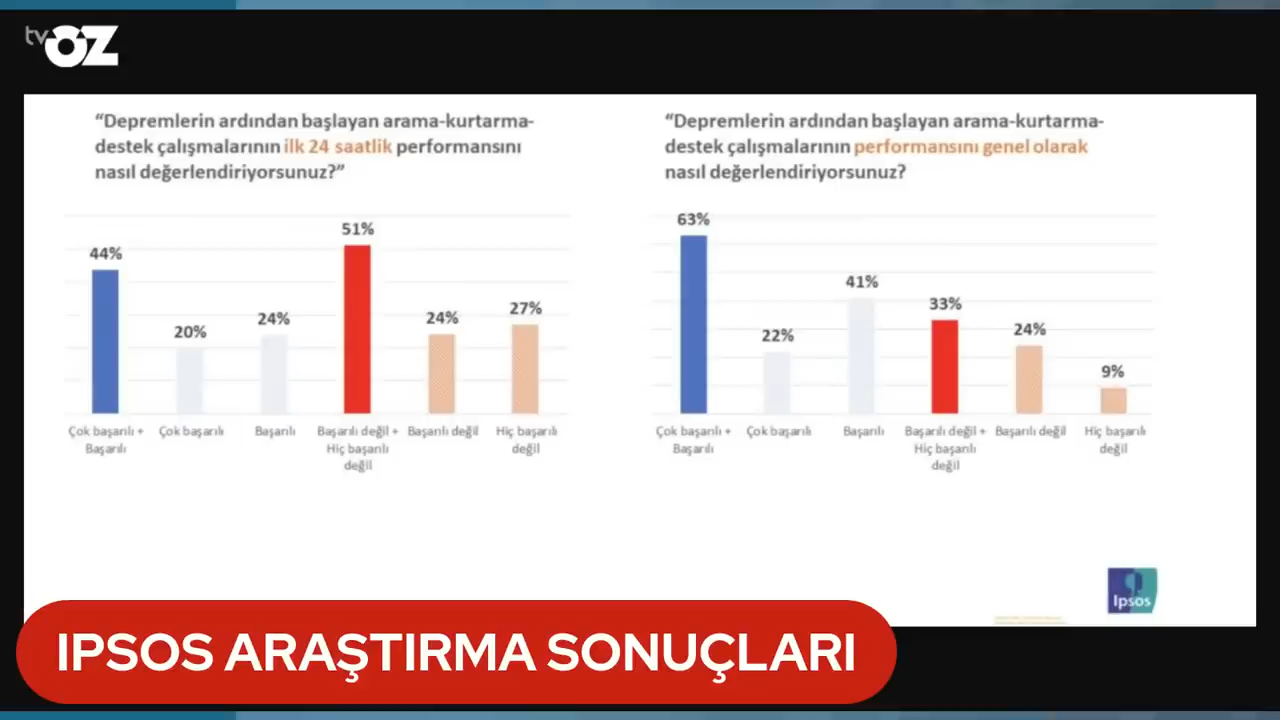 tv ÖZ
“Depremlerin ardından başlayan arama-kurtarma-
destek çalışmalarının ilk 24 saatlik performansını
nasıl değerlendiriyorsunuz?”
44%
20%
24%
51%
24%
27%
Çok başarılı +
Başarılı
Çok başarılı
Başarılı
Başarılı değil +
Hiç başarılı
değil
Başarılı değil
Hiç başarılı
değil
“Depremlerin ardından başlayan arama-kurtarma-
destek çalışmalarının performansını genel olarak
nasıl değerlendiriyorsunuz?
63%
22%
41%
33%
24%
9%
Çok başarılı +
Başarılı
Çok başarılı
Başarılı
Başarılı değil +
Hiç başarılı
değil
Başarılı değil
Hiç başarılı
değil
Ipsos
IPSOS ARAŞTIRMA SONUÇLARI